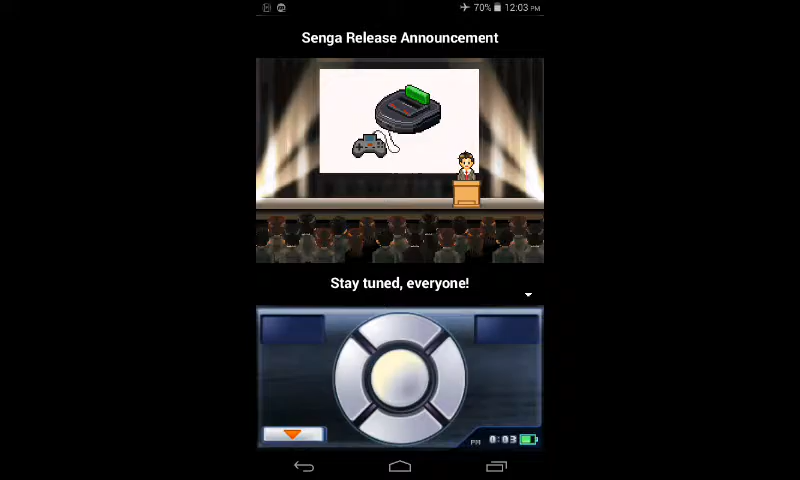 70% 12:03 PM
Senga Release Announcement
Stay tuned, everyone!
PM 0:03